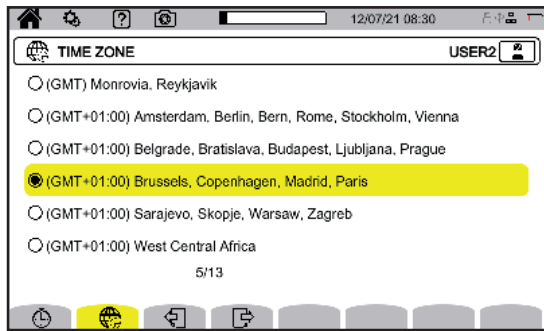 12/07/21 08:30
TIME ZONE USER2
(GMT) Monrovia, Reykjavik
(GMT+01:00) Amsterdam, Berlin, Bern, Rome, Stockholm, Vienna
(GMT+01:00) Belgrade, Bratislava, Budapest, Ljubljana, Prague
(GMT+01:00) Brussels, Copenhagen, Madrid, Paris
(GMT+01:00) Sarajevo, Skopje, Warsaw, Zagreb
(GMT+01:00) West Central Africa
5/13